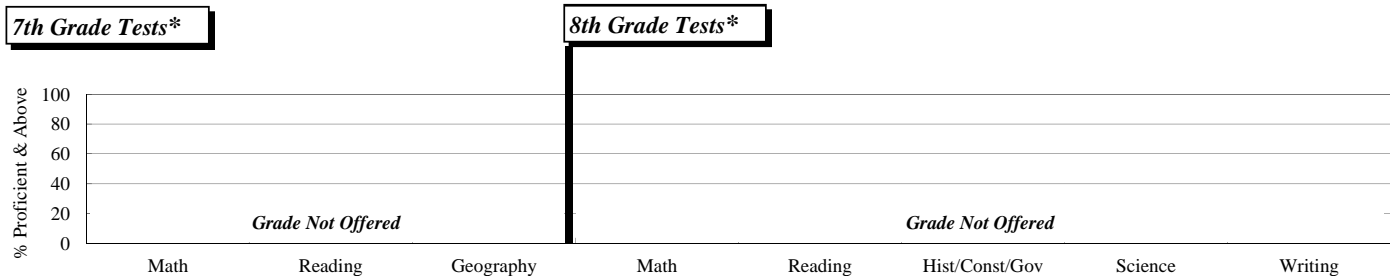 7th Grade Tests*
8th Grade Tests*
% Proficient & Above
100
80
60
40
20
0
Grade Not Offered
Grade Not Offered
Math Reading Geography Math Reading Hist/Const/Gov Science Writing